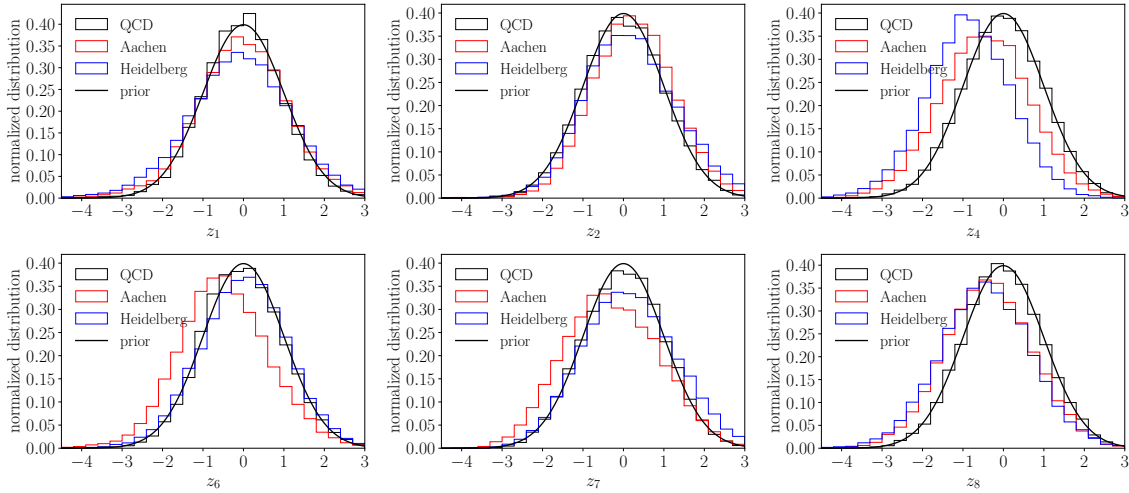 normalized distribution
0.40
0.35
0.30
0.25
0.20
0.15
0.10
0.05
0.00
QCD
Aachen
Heidelberg
prior
−4 −3 −2 −1 0 1 2 3
z1
normalized distribution
0.40
0.35
0.30
0.25
0.20
0.15
0.10
0.05
0.00
QCD
Aachen
Heidelberg
prior
−4 −3 −2 −1 0 1 2 3
z2
normalized distribution
0.40
0.35
0.30
0.25
0.20
0.15
0.10
0.05
0.00
QCD
Aachen
Heidelberg
prior
−4 −3 −2 −1 0 1 2 3
z4
normalized distribution
0.40
0.35
0.30
0.25
0.20
0.15
0.10
0.05
0.00
QCD
Aachen
Heidelberg
prior
−4 −3 −2 −1 0 1 2 3
z6
normalized distribution
0.40
0.35
0.30
0.25
0.20
0.15
0.10
0.05
0.00
QCD
Aachen
Heidelberg
prior
−4 −3 −2 −1 0 1 2 3
z7
normalized distribution
0.40
0.35
0.30
0.25
0.20
0.15
0.10
0.05
0.00
QCD
Aachen
Heidelberg
prior
−4 −3 −2 −1 0 1 2 3
z8